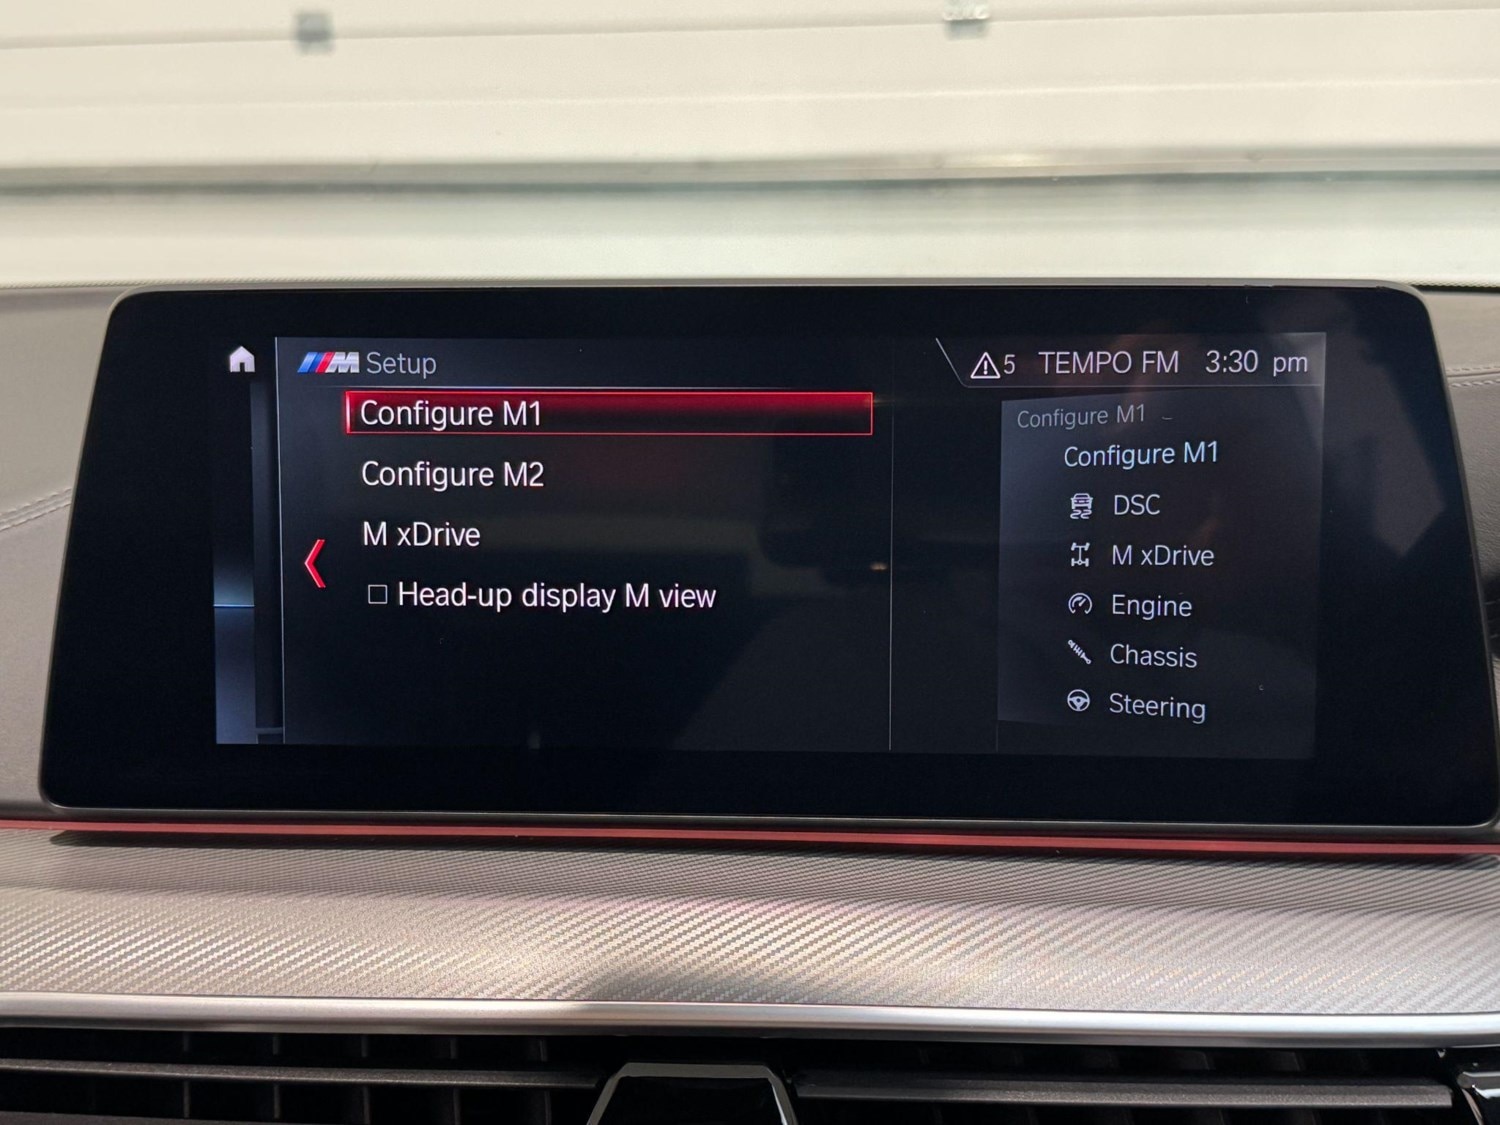 M Setup
5 TEMPO FM 3:30 pm
Configure M1
Configure M2
M xDrive
Head-up display M view
Configure M1
Configure M1
DSC
M xDrive
Engine
Chassis
Steering